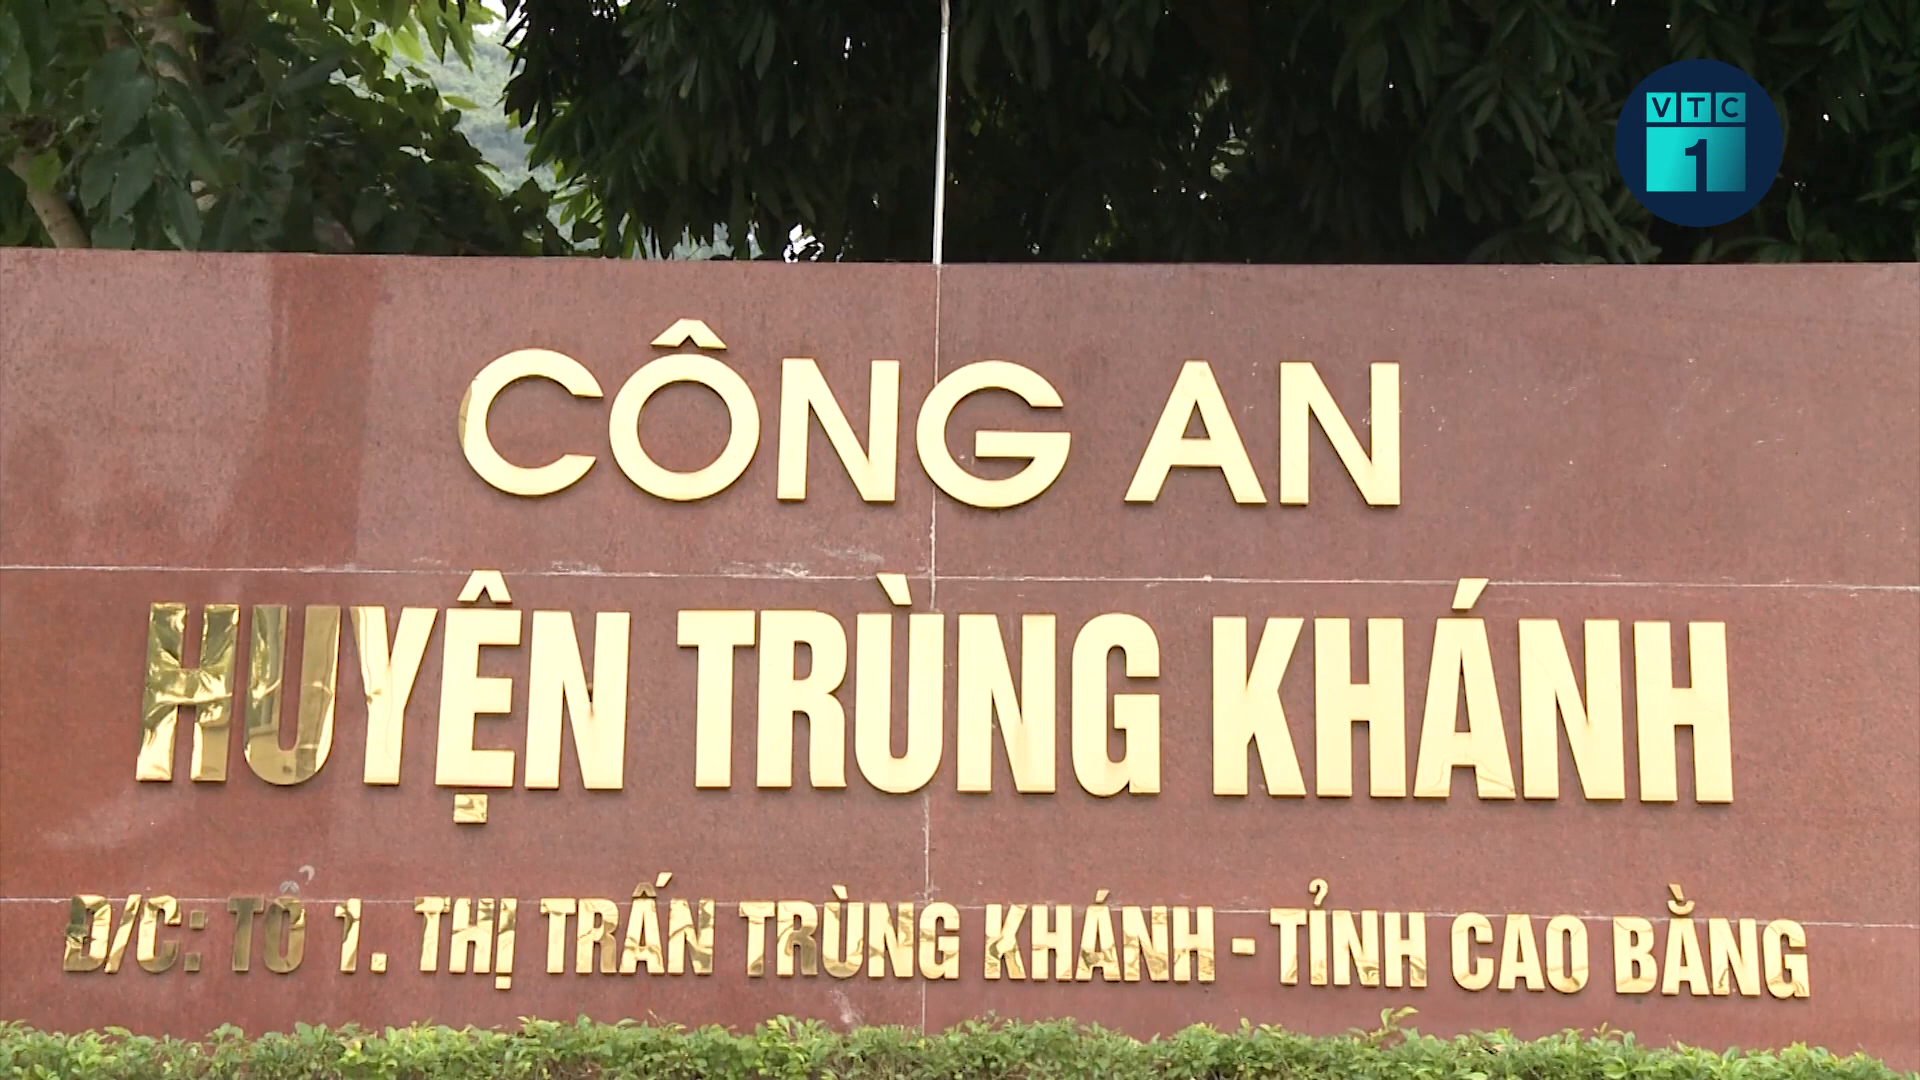 VTC
1
CÔNG AN
HUYỆN TRÙNG KHÁNH
Đ/C: TỔ 1. THỊ TRẤN TRÙNG KHÁNH - TỈNH CAO BẰNG